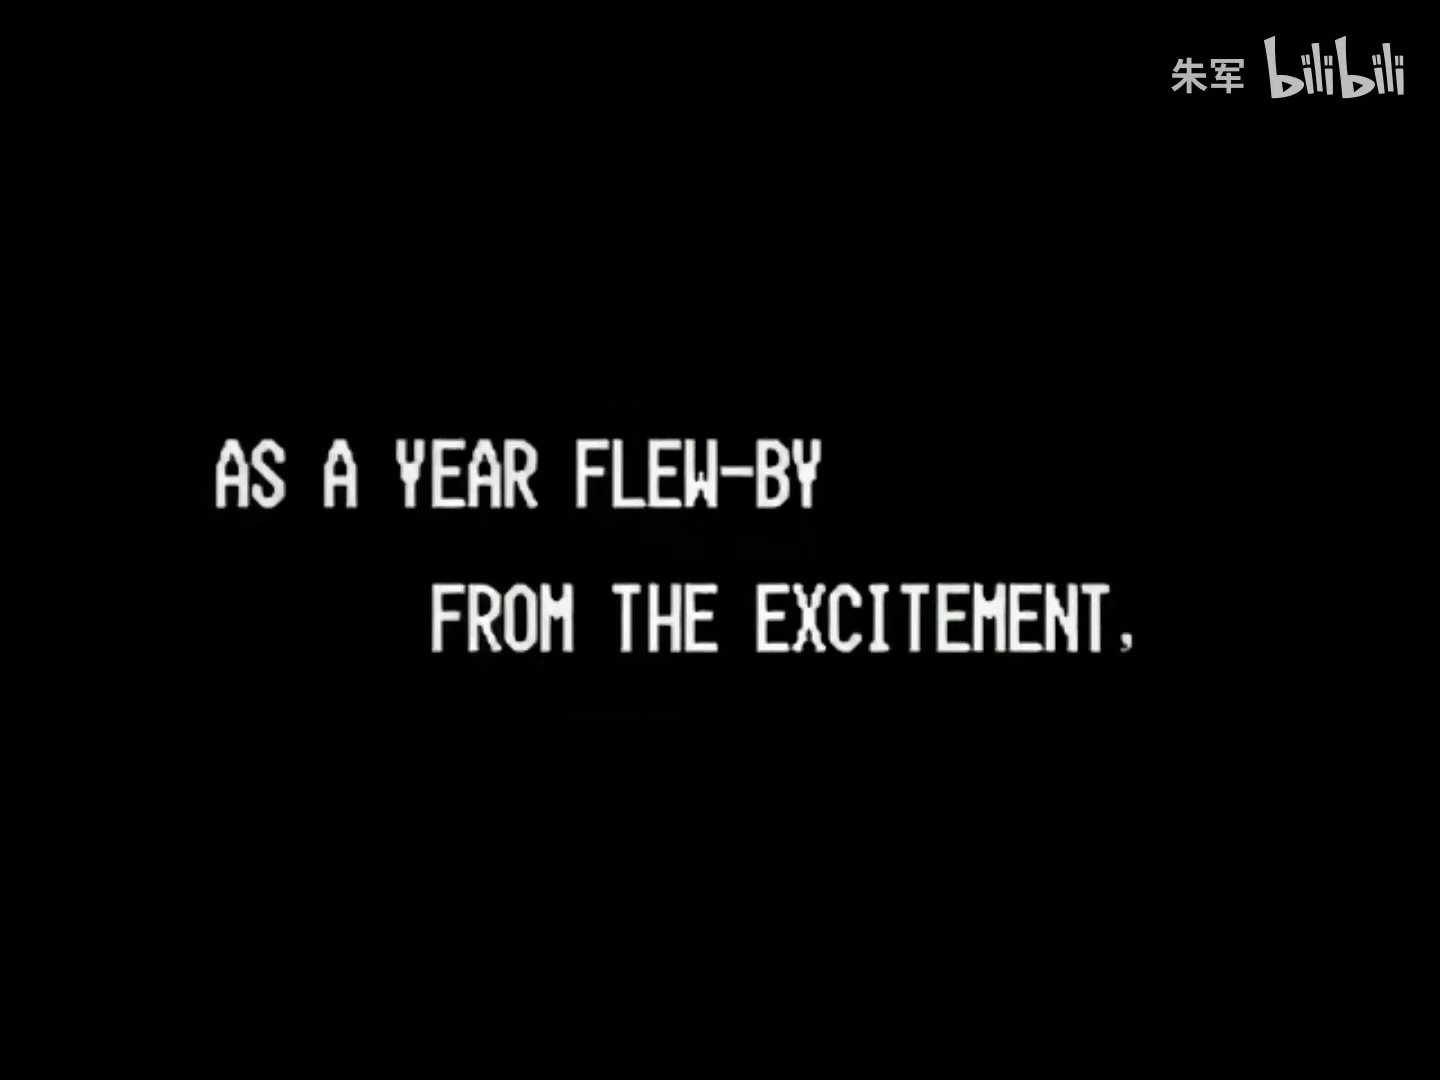 朱军 bilibili
AS A YEAR FLEW-BY
FROM THE EXCITEMENT,